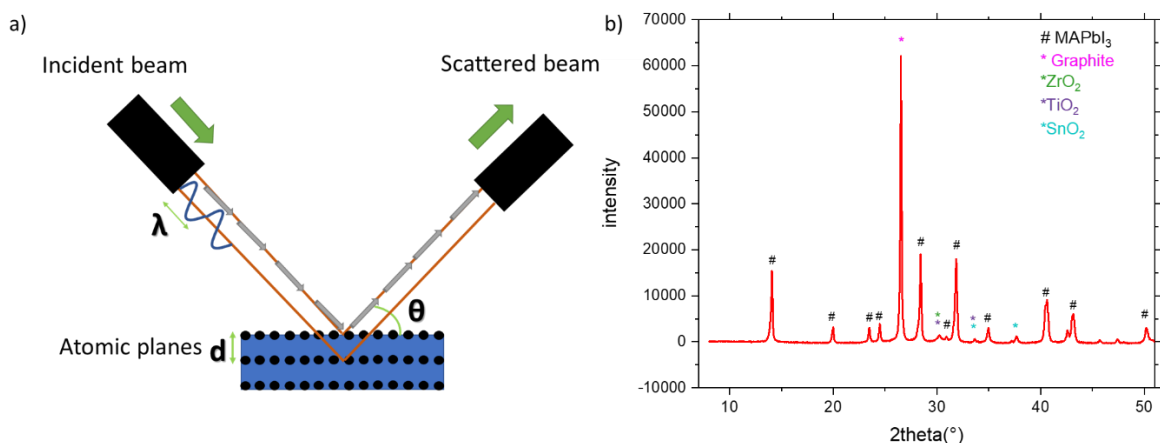 a)
Incident beam
Scattered beam
λ
θ
Atomic planes
d
b)
70000
60000
50000
40000
30000
20000
10000
0
-10000
intensity
# MAPbI₃
* Graphite
*ZrO₂
*TiO₂
*SnO₂
*
#
#
#
#
#
*
*
#
#
*
*
#
*
#
#
#
10
20
30
40
50
2theta(°)